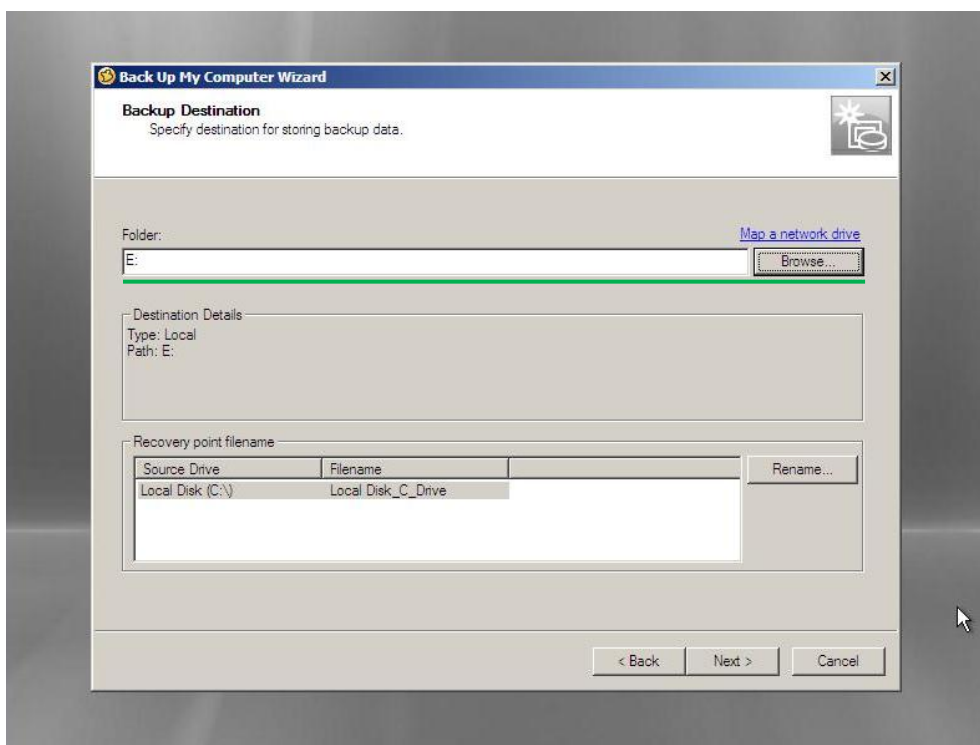 Back Up My Computer Wizard
Backup Destination
Specify destination for storing backup data.
Folder:
Map a network drive
E:
Browse...
Destination Details
Type: Local
Path: E:
Recovery point filename
Source Drive
Filename
Rename...
Local Disk (C:\)
Local Disk_C_Drive
< Back
Next >
Cancel